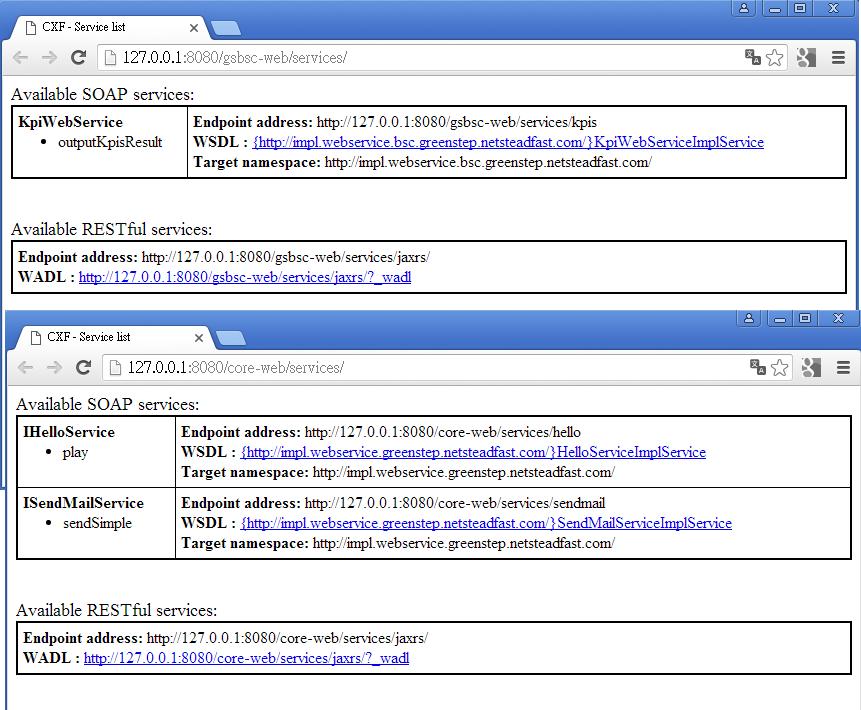 CXF - Service list
127.0.0.1:8080/gsbsc-web/services/
Available SOAP services:
KpiWebService
• outputKpisResult
Endpoint address: http://127.0.0.1:8080/gsbsc-web/services/kpis
WSDL : {http://impl.webservice.bsc.greenstep.netsteadfast.com/}KpiWebServiceImplService
Target namespace: http://impl.webservice.bsc.greenstep.netsteadfast.com/
Available RESTful services:
Endpoint address: http://127.0.0.1:8080/gsbsc-web/services/jaxrs/
WADL : http://127.0.0.1:8080/gsbsc-web/services/jaxrs/?_wadl
CXF - Service list
127.0.0.1:8080/core-web/services/
Available SOAP services:
IHelloService
• play
Endpoint address: http://127.0.0.1:8080/core-web/services/hello
WSDL : {http://impl.webservice.greenstep.netsteadfast.com/}HelloServiceImplService
Target namespace: http://impl.webservice.greenstep.netsteadfast.com/
ISendMailService
• sendSimple
Endpoint address: http://127.0.0.1:8080/core-web/services/sendmail
WSDL : {http://impl.webservice.greenstep.netsteadfast.com/}SendMailServiceImplService
Target namespace: http://impl.webservice.greenstep.netsteadfast.com/
Available RESTful services:
Endpoint address: http://127.0.0.1:8080/core-web/services/jaxrs/
WADL : http://127.0.0.1:8080/core-web/services/jaxrs/?_wadl